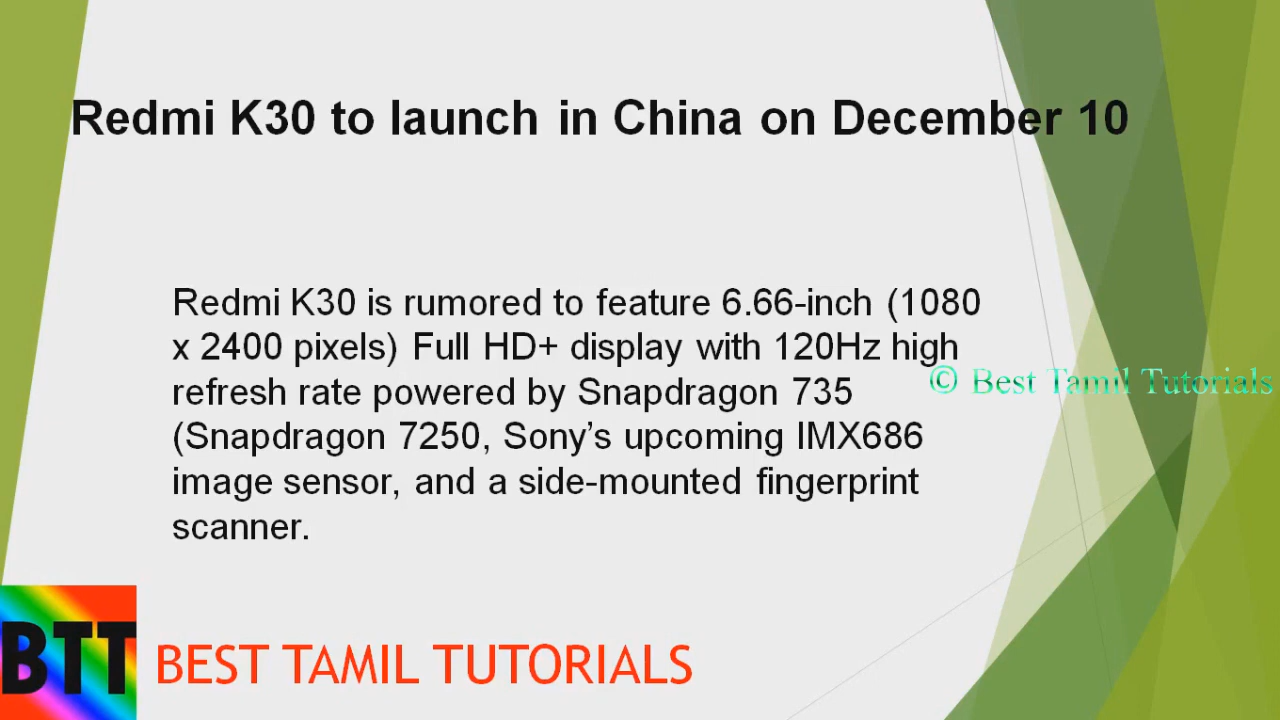 Redmi K30 to launch in China on December 10
Redmi K30 is rumored to feature 6.66-inch (1080
x 2400 pixels) Full HD+ display with 120Hz high
refresh rate powered by Snapdragon 735
© Best Tamil Tutorials
(Snapdragon 7250, Sony’s upcoming IMX686
image sensor, and a side-mounted fingerprint
scanner.
BTT
BEST TAMIL TUTORIALS